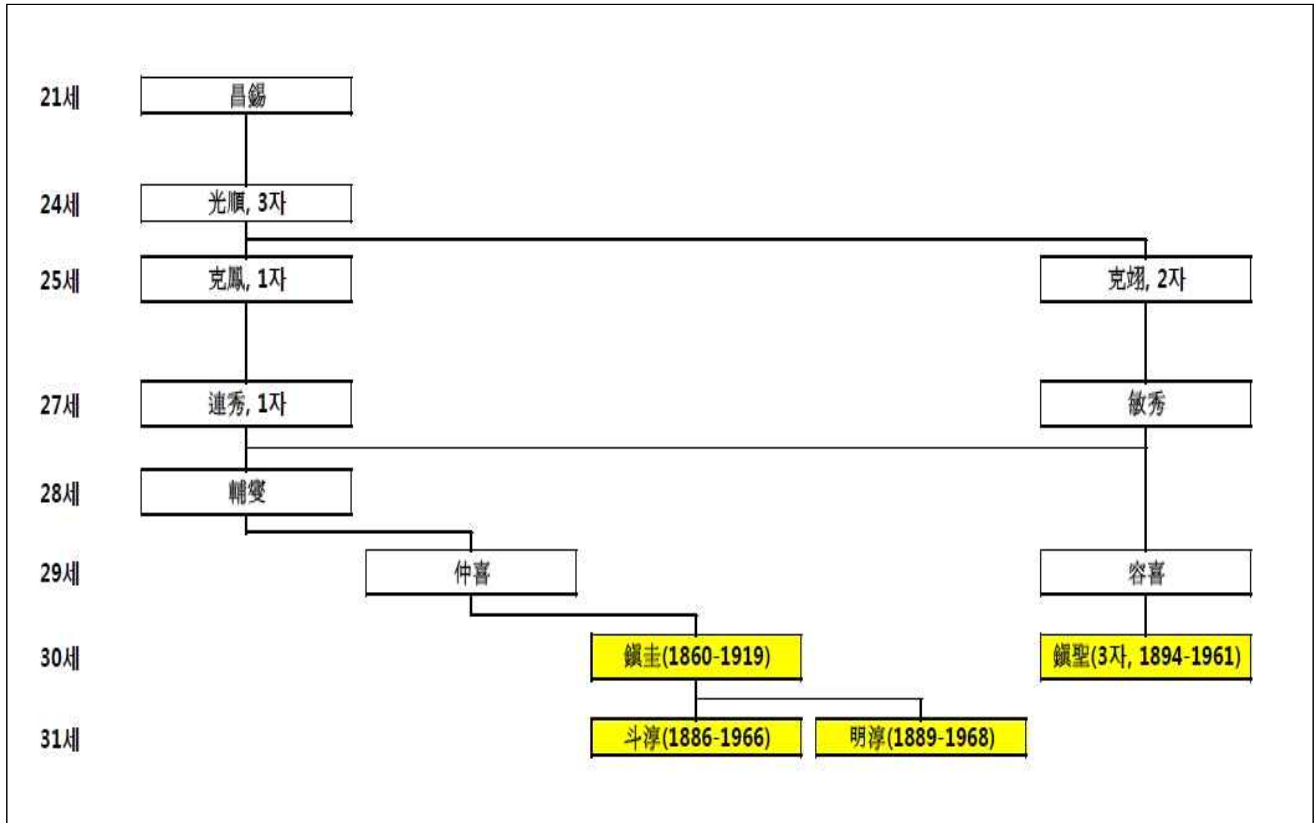 21세 昌錫
24세 光順, 3자
25세 克鳳, 1자 克翊, 2자
27세 連秀, 1자 敏秀
28세 輔燮
29세 仲喜 容喜
30세 鎭圭(1860-1919) 鎭聖(3자, 1894-1961)
31세 斗淳(1886-1966) 明淳(1889-1968)